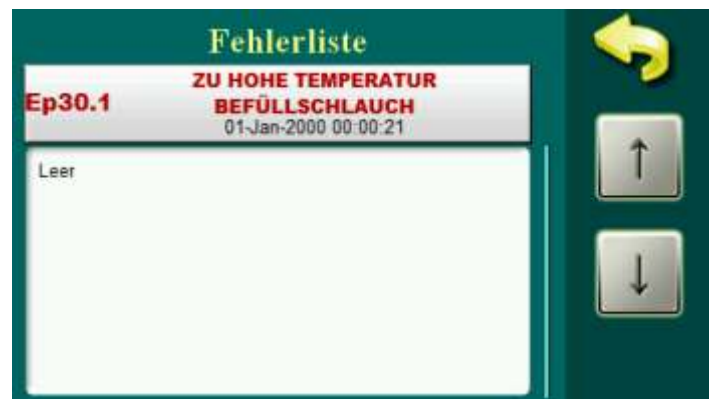 Fehlerliste
Ep30.1
ZU HOHE TEMPERATUR
BEFÜLLSCHLAUCH
01-Jan-2000 00:00:21
Leer